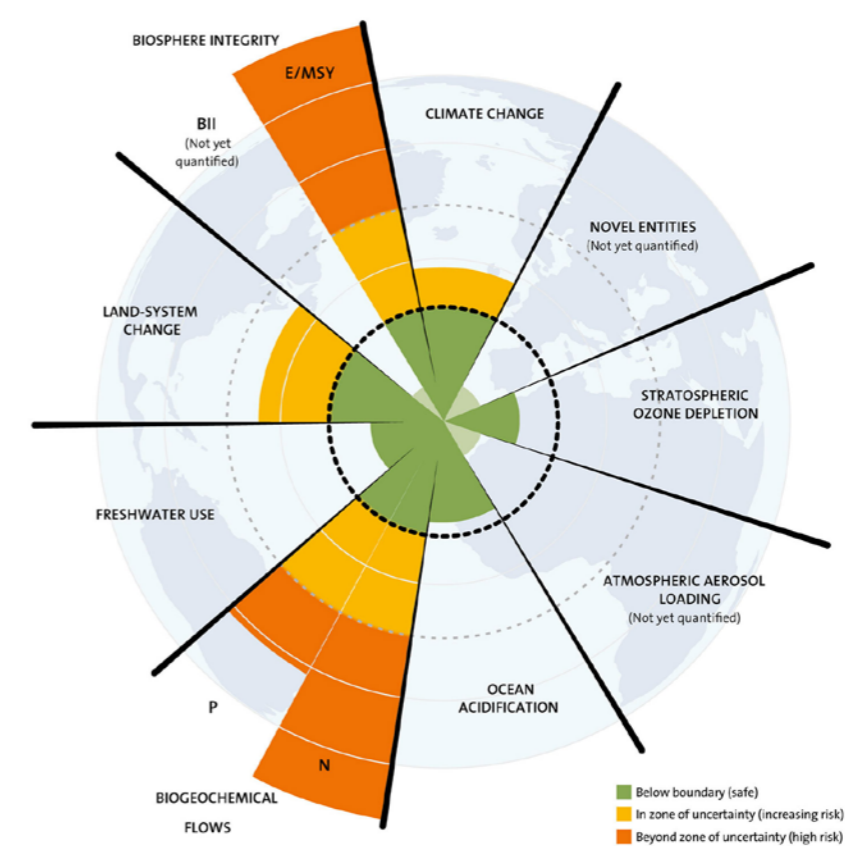 BIOSPHERE INTEGRITY
E/MSY
BII
(Not yet
quantified)
CLIMATE CHANGE
NOVEL ENTITIES
(Not yet quantified)
LAND-SYSTEM
CHANGE
STRATOSPHERIC
OZONE DEPLETION
FRESHWATER USE
ATMOSPHERIC AEROSOL
LOADING
(Not yet quantified)
OCEAN
ACIDIFICATION
P
N
BIOGEOCHEMICAL
FLOWS
Below boundary (safe)
In zone of uncertainty (increasing risk)
Beyond zone of uncertainty (high risk)